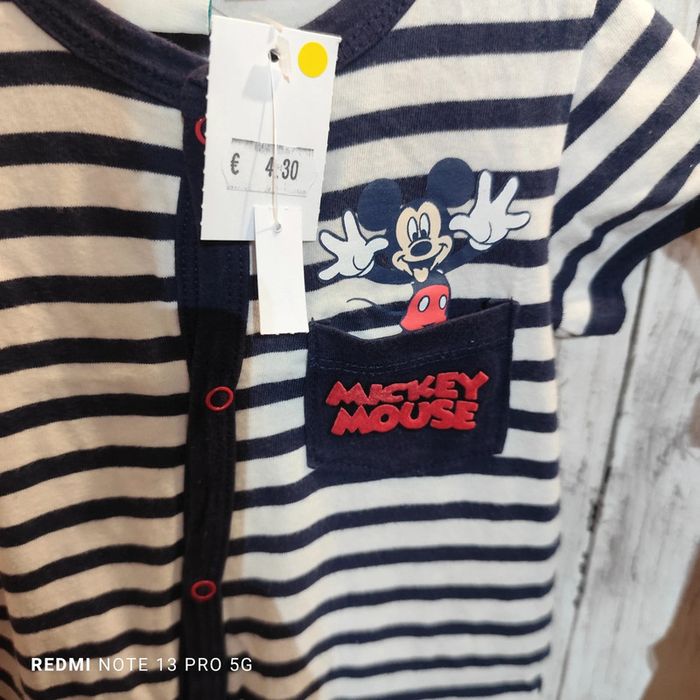 € 4.30
MICKEY
MOUSE
REDMI NOTE 13 PRO 5G